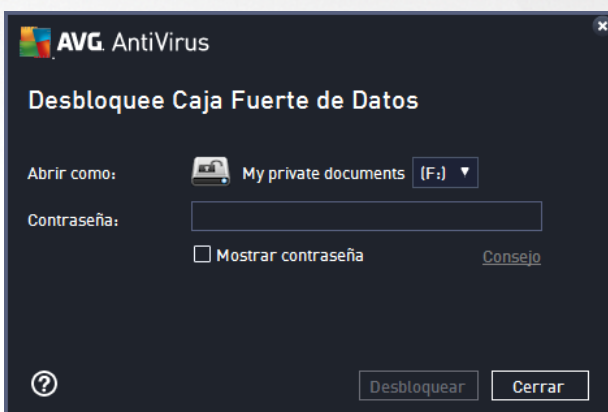 AVG. AntiVirus
Desbloquee Caja Fuerte de Datos
Abrir como: My private documents (F:)
Contraseña:
Mostrar contraseña Consejo
Desbloquear Cerrar